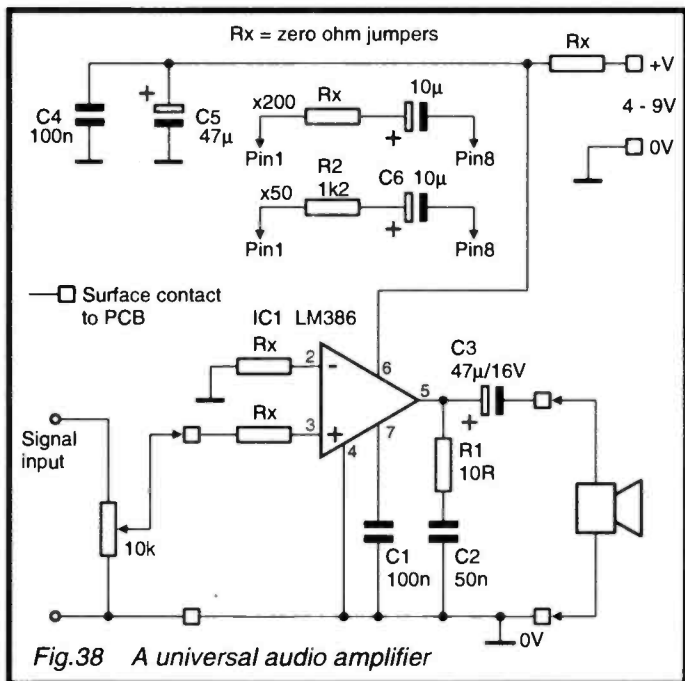 Rx = zero ohm jumpers
Rx
+V
4 - 9V
0V
C4
100n
+
C5
47µ
x200
Rx
10µ
+
Pin1
Pin8
R2
1k2
x50
C6
10µ
+
Pin1
Pin8
Surface contact
to PCB
IC1 LM386
Rx
2
-
6
Rx
3
+
4
7
5
C3
47µ/16V
+
Signal
input
10k
R1
10R
C1
100n
C2
50n
0V
Fig.38 A universal audio amplifier